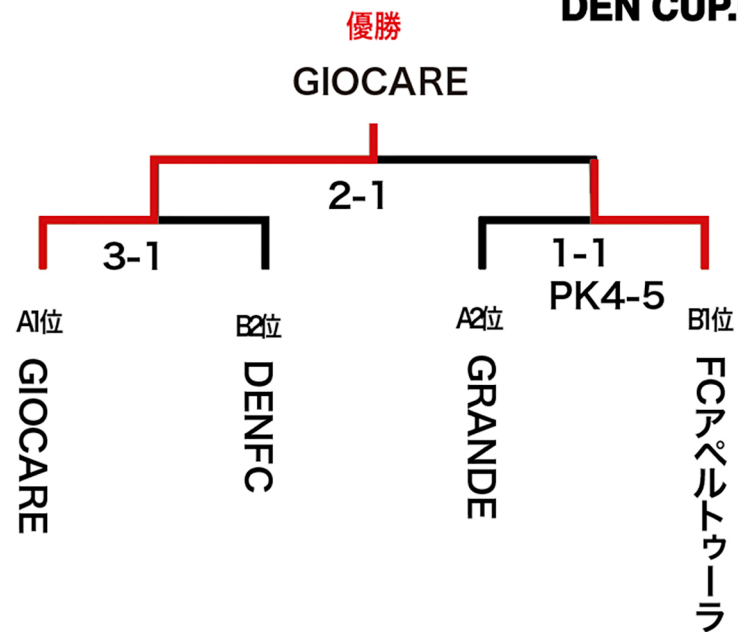 DEN CUP.
優勝
GIOCARE
2-1
3-1
1-1
PK4-5
A1位
B2位
A2位
B1位
GIOCARE
DENFC
GRANDE
FCアペルトゥーラ